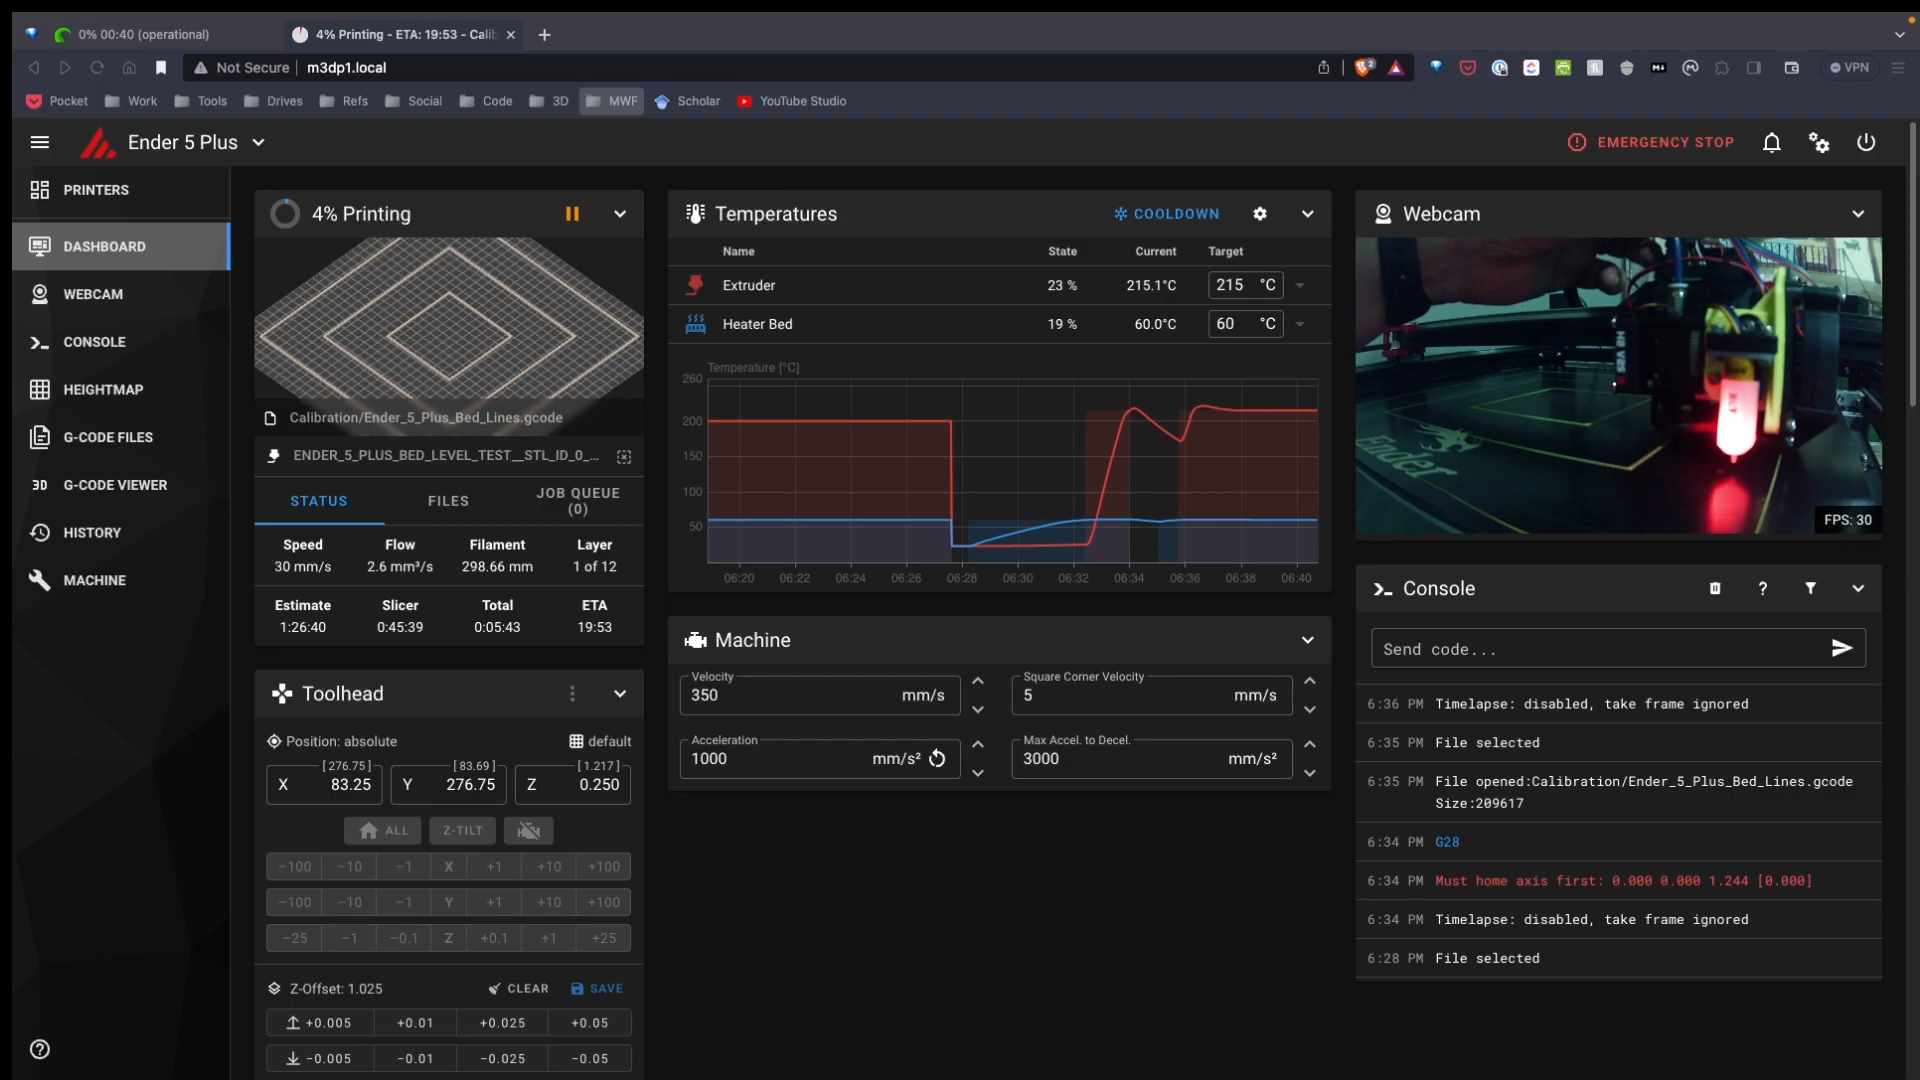 0% 00:40 (operational)
4% Printing - ETA: 19:53 - Calib
Not Secure
m3dp1.local
2
VPN
Pocket
Work
Tools
Drives
Refs
Social
Code
3D
MWF
Scholar
YouTube Studio
Ender 5 Plus
EMERGENCY STOP
PRINTERS
DASHBOARD
WEBCAM
CONSOLE
HEIGHTMAP
G-CODE FILES
3D G-CODE VIEWER
HISTORY
MACHINE
4% Printing
Calibration/Ender_5_Plus_Bed_Lines.gcode
ENDER_5_PLUS_BED_LEVEL_TEST__STL_ID_0_...
STATUS
FILES
JOB QUEUE
(0)
Speed Flow Filament Layer
30 mm/s 2.6 mm³/s 298.66 mm 1 of 12
Estimate Slicer Total ETA
1:26:40 0:45:39 0:05:43 19:53
Toolhead
Position: absolute
default
[ 276.75 ] [ 83.69 ] [ 1.217 ]
X 83.25 Y 276.75 Z 0.250
ALL Z-TILT
−100 −10 −1 X +1 +10 +100
−100 −10 −1 Y +1 +10 +100
−25 −1 −0.1 Z +0.1 +1 +25
Z-Offset: 1.025
CLEAR
SAVE
+0.005 +0.01 +0.025 +0.05
−0.005 −0.01 −0.025 −0.05
Temperatures
COOLDOWN
Name State Current Target
Extruder 23 % 215.1°C 215 °C
Heater Bed 19 % 60.0°C 60 °C
Temperature [°C]
260
200
150
100
50
06:20 06:22 06:24 06:26 06:28 06:30 06:32 06:34 06:36 06:38 06:40
Machine
Velocity
350 mm/s
Square Corner Velocity
5 mm/s
Acceleration
1000 mm/s²
Max Accel. to Decel.
3000 mm/s²
Webcam
Ender
FPS: 30
Console
?
Send code...
6:36 PM Timelapse: disabled, take frame ignored
6:35 PM File selected
6:35 PM File opened:Calibration/Ender_5_Plus_Bed_Lines.gcode
Size:209617
6:34 PM G28
6:34 PM Must home axis first: 0.000 0.000 1.244 [0.000]
6:34 PM Timelapse: disabled, take frame ignored
6:28 PM File selected